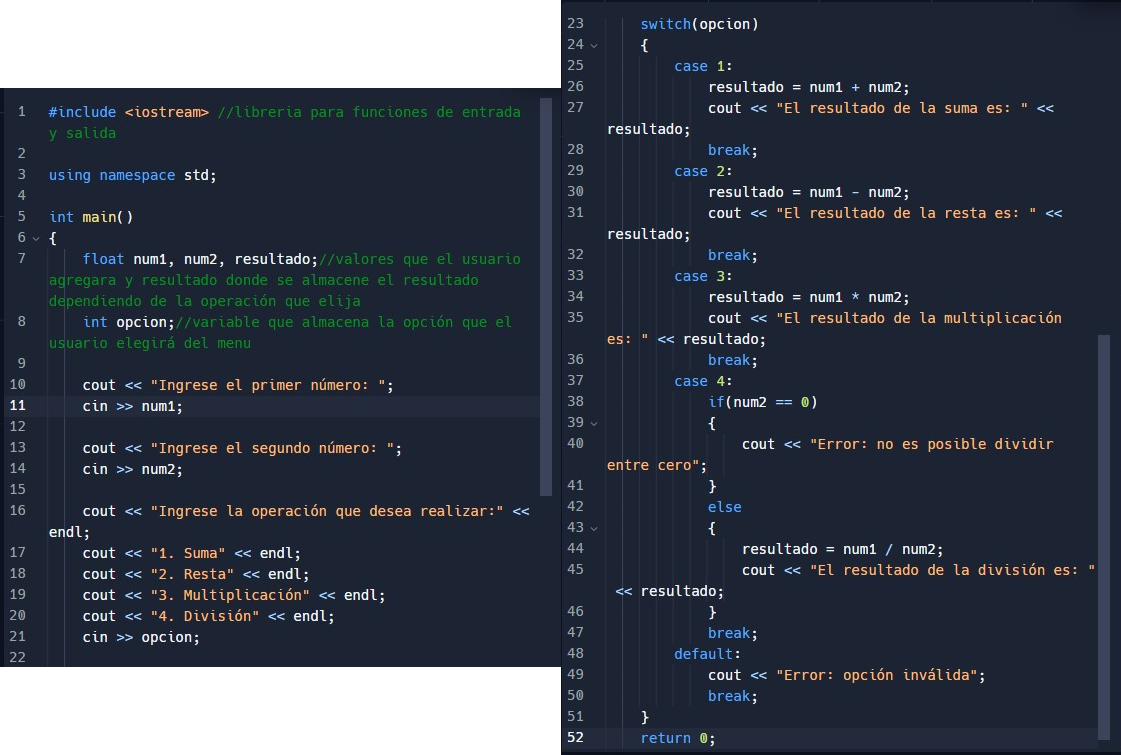 1 #include <iostream> //libreria para funciones de entrada
y salida
2
3 using namespace std;
4
5 int main()
6 {
7 float num1, num2, resultado;//valores que el usuario
agregara y resultado donde se almacene el resultado
dependiendo de la operación que elija
8 int opcion;//variable que almacena la opción que el
usuario elegirá del menu
9
10 cout << "Ingrese el primer número: ";
11 cin >> num1;
12
13 cout << "Ingrese el segundo número: ";
14 cin >> num2;
15
16 cout << "Ingrese la operación que desea realizar:" <<
endl;
17 cout << "1. Suma" << endl;
18 cout << "2. Resta" << endl;
19 cout << "3. Multiplicación" << endl;
20 cout << "4. División" << endl;
21 cin >> opcion;
22
23 switch(opcion)
24 {
25 case 1:
26 resultado = num1 + num2;
27 cout << "El resultado de la suma es: " <<
resultado;
28 break;
29 case 2:
30 resultado = num1 - num2;
31 cout << "El resultado de la resta es: " <<
resultado;
32 break;
33 case 3:
34 resultado = num1 * num2;
35 cout << "El resultado de la multiplicación
es: " << resultado;
36 break;
37 case 4:
38 if(num2 == 0)
39 {
40 cout << "Error: no es posible dividir
entre cero";
41 }
42 else
43 {
44 resultado = num1 / num2;
45 cout << "El resultado de la división es: "
<< resultado;
46 }
47 break;
48 default:
49 cout << "Error: opción inválida";
50 break;
51 }
52 return 0;